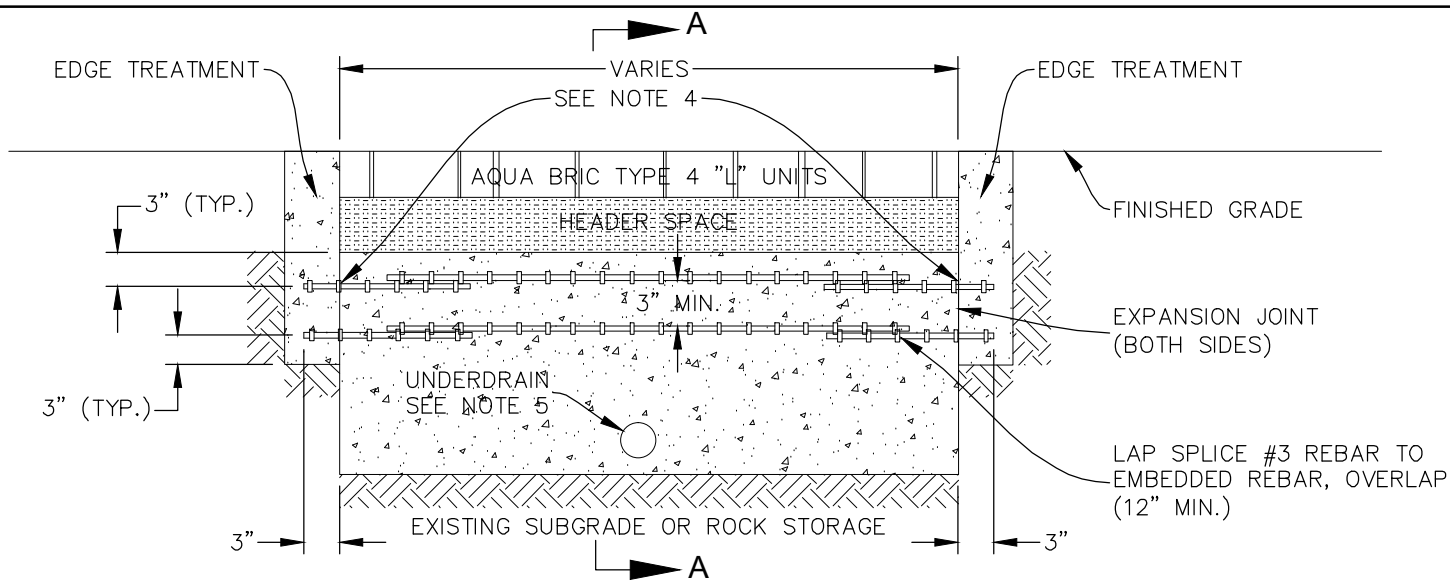 A
EDGE TREATMENT
VARIES
EDGE TREATMENT
SEE NOTE 4
AQUA BRIC TYPE 4 "L" UNITS
3" (TYP.)
HEADER SPACE
FINISHED GRADE
3" MIN.
EXPANSION JOINT
(BOTH SIDES)
UNDERDRAIN
SEE NOTE 5
3" (TYP.)
LAP SPLICE #3 REBAR TO
EMBEDDED REBAR, OVERLAP
(12" MIN.)
EXISTING SUBGRADE OR ROCK STORAGE
3"
3"
A